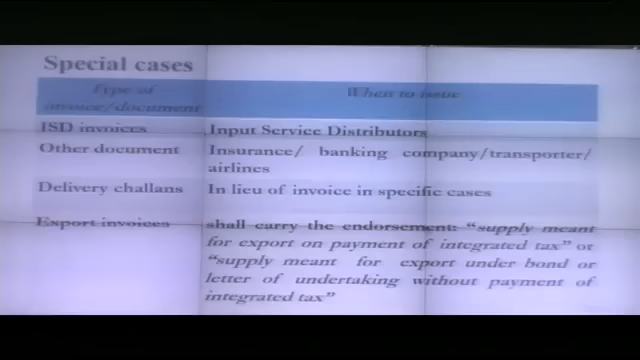 Special cases
Type of
invoice/document
When to issue
ISD invoices
Input Service Distributors
Other document
Insurance/ banking company/transporter/
airlines
Delivery challans
In lieu of invoice in specific cases
Export invoices
shall carry the endorsement: “supply meant
for export on payment of integrated tax” or
“supply meant for export under bond or
letter of undertaking without payment of
integrated tax”